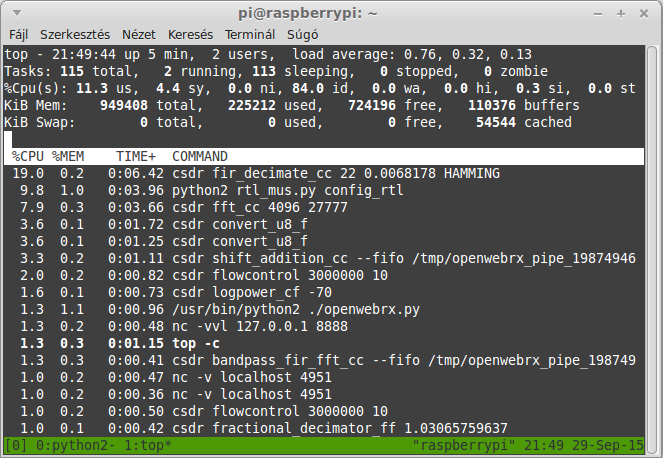 pi@raspberrypi: ~
Fájl Szerkesztés Nézet Keresés Terminál Súgó
top - 21:49:44 up 5 min,  2 users,  load average: 0.76, 0.32, 0.13
Tasks: 115 total,   2 running, 113 sleeping,   0 stopped,   0 zombie
%Cpu(s): 11.3 us,  4.4 sy,  0.0 ni, 84.0 id,  0.0 wa,  0.0 hi,  0.3 si,  0.0 st
KiB Mem:    949408 total,   225212 used,   724196 free,   110376 buffers
KiB Swap:        0 total,        0 used,        0 free,    54544 cached
%CPU %MEM    TIME+  COMMAND
19.0  0.2   0:06.42 csdr fir_decimate_cc 22 0.0068178 HAMMING
9.8  1.0   0:03.96 python2 rtl_mus.py config_rtl
7.9  0.3   0:03.66 csdr fft_cc 4096 27777
3.6  0.1   0:01.72 csdr convert_u8_f
3.6  0.1   0:01.25 csdr convert_u8_f
3.3  0.2   0:01.11 csdr shift_addition_cc --fifo /tmp/openwebrx_pipe_19874946
2.0  0.2   0:00.82 csdr flowcontrol 3000000 10
1.6  0.1   0:00.73 csdr logpower_cf -70
1.3  1.1   0:00.96 /usr/bin/python2 ./openwebrx.py
1.3  0.2   0:00.48 nc -vvl 127.0.0.1 8888
1.3  0.3   0:01.15 top -c
1.3  0.3   0:00.41 csdr bandpass_fir_fft_cc --fifo /tmp/openwebrx_pipe_198749
1.0  0.2   0:00.47 nc -v localhost 4951
1.0  0.2   0:00.36 nc -v localhost 4951
1.0  0.2   0:00.50 csdr flowcontrol 3000000 10
1.0  0.1   0:00.42 csdr fractional_decimator_ff 1.03065759637
[0] 0:python2- 1:top* "raspberrypi" 21:49 29-Sep-15